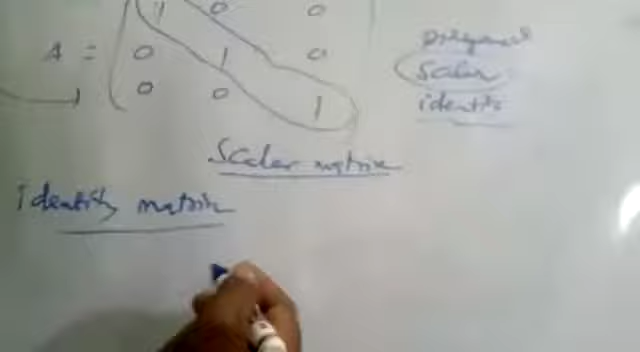 1 0 0
A = 0 1 0
0 0 1
Diagonal
Scalar
identity
Scalar matrix
identity matrix